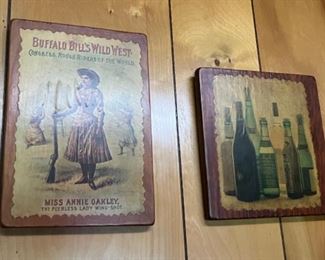 BUFFALO BILL'S WILD WEST.
CONGRESS, ROUGH RIDERS OF THE WORLD.
MISS ANNIE OAKLEY,
THE PEERLESS LADY WING-SHOT.